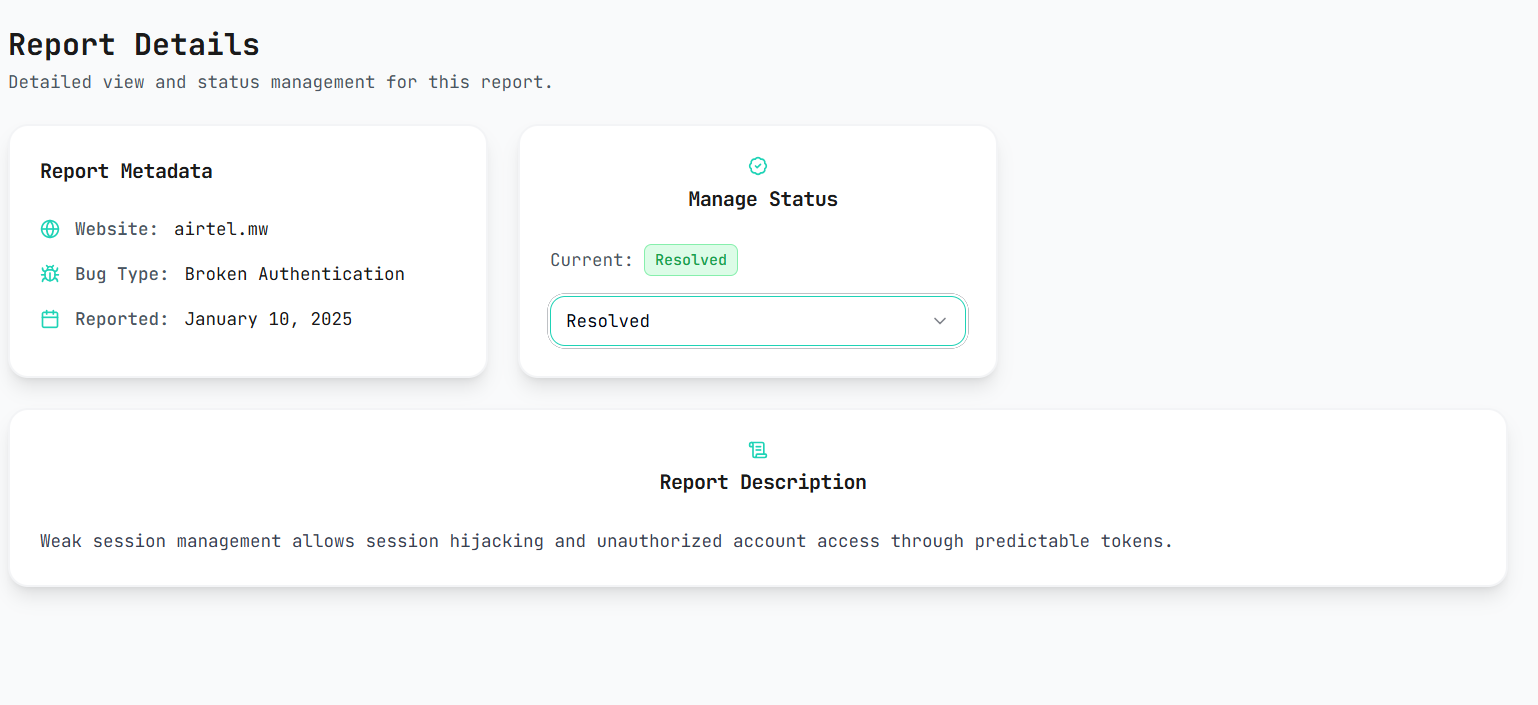 Report Details
Detailed view and status management for this report.
Report Metadata
Website: airtel.mw
Bug Type: Broken Authentication
Reported: January 10, 2025
Manage Status
Current: Resolved
Resolved
Report Description
Weak session management allows session hijacking and unauthorized account access through predictable tokens.